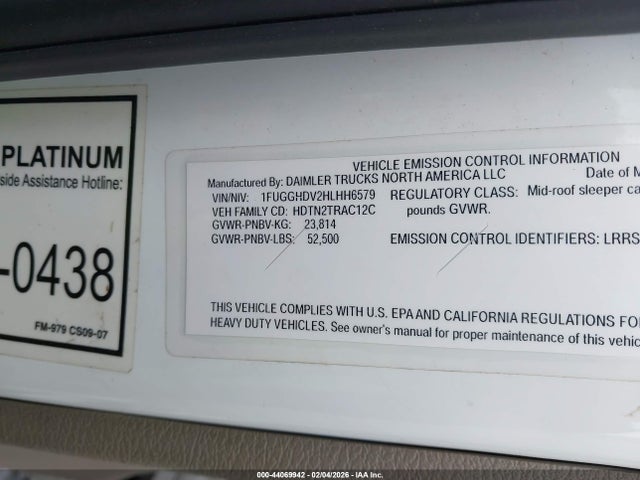 PLATINUM
side Assistance Hotline:
-0438
FM-979 CS09-07
VEHICLE EMISSION CONTROL INFORMATION
Manufactured By: DAIMLER TRUCKS NORTH AMERICA LLC Date of M
VIN/NIV: 1FUGGHDV2HLHH6579 REGULATORY CLASS: Mid-roof sleeper ca
VEH FAMILY CD: HDTN2TRAC12C pounds GVWR.
GVWR-PNBV-KG: 23,814
GVWR-PNBV-LBS: 52,500 EMISSION CONTROL IDENTIFIERS: LRRS
THIS VEHICLE COMPLIES WITH U.S. EPA AND CALIFORNIA REGULATIONS FO
HEAVY DUTY VEHICLES. See owner's manual for proper maintenance of this vehic
000-44069942 - 02/04/2026 - IAA Inc.